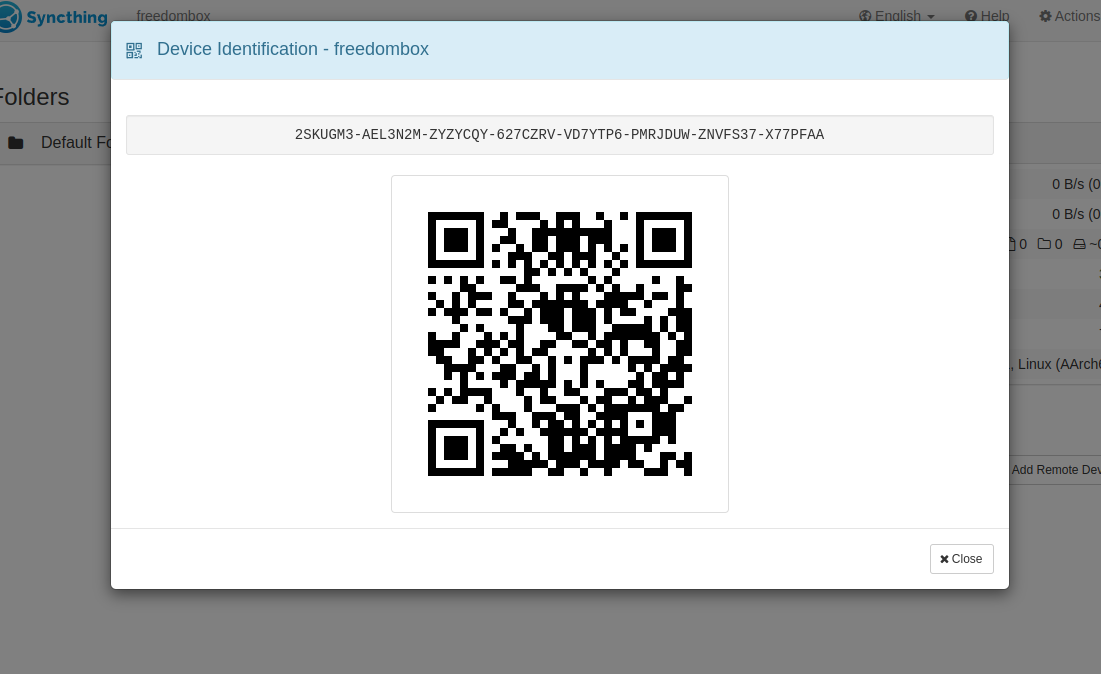 Syncthing freedombox English Help Actions
Device Identification - freedombox
Folders
2SKUGM3-AEL3N2M-ZYZYCQY-627CZRV-VD7YTP6-PMRJDUW-ZNVFS37-X77PFAA
Default Fo
0 B/s (0
0 B/s (0
0 0 ~0
, Linux (AArch6
Add Remote Dev
Close